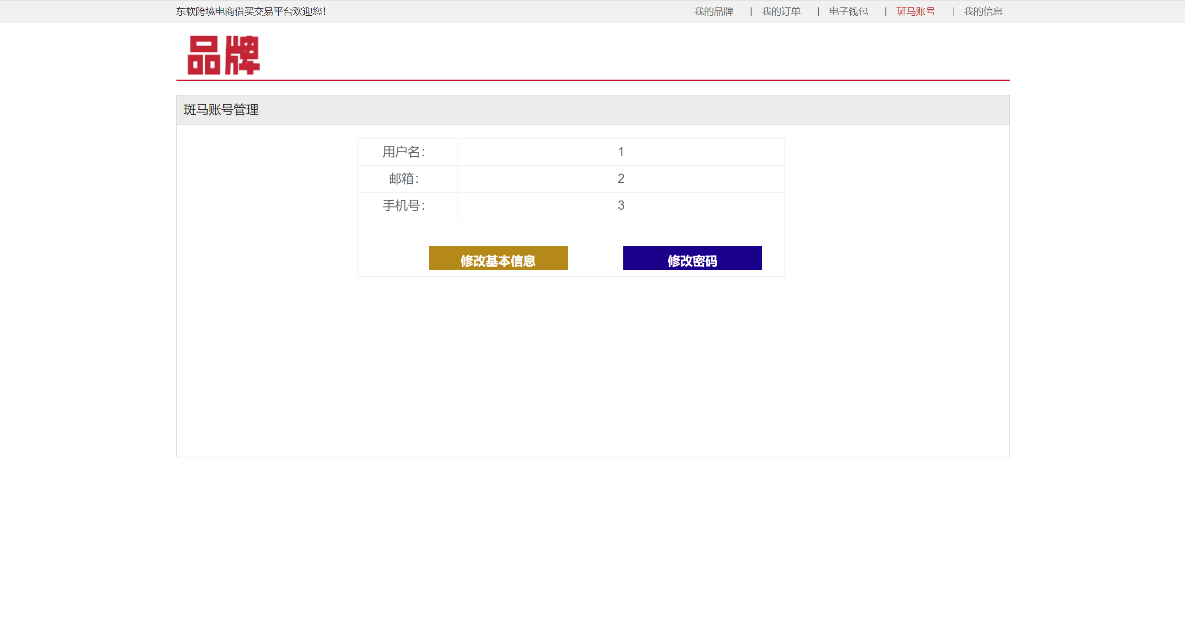 东软跨境电商借买交易平台欢迎您! 我的品牌 | 我的订单 | 电子钱包 | 斑马账号 | 我的信息
品牌
斑马账号管理
用户名: 1
邮箱: 2
手机号: 3
修改基本信息 修改密码